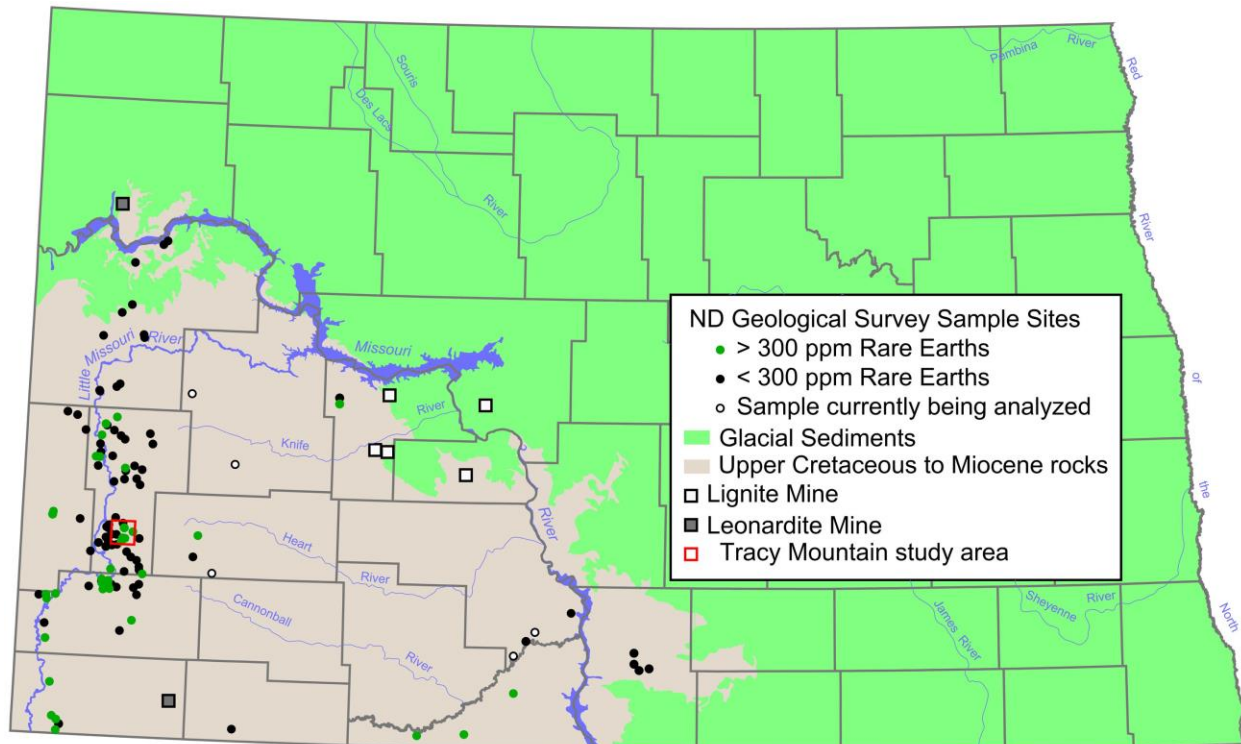 Pembina
River
Red
River
of
the
North
Souris
Des Lacs
River
Little
Missouri
River
Missouri
River
Knife
River
Heart
River
Cannonball
River
James
River
Sheyenne
River
ND Geological Survey Sample Sites
> 300 ppm Rare Earths
< 300 ppm Rare Earths
Sample currently being analyzed
Glacial Sediments
Upper Cretaceous to Miocene rocks
Lignite Mine
Leonardite Mine
Tracy Mountain study area